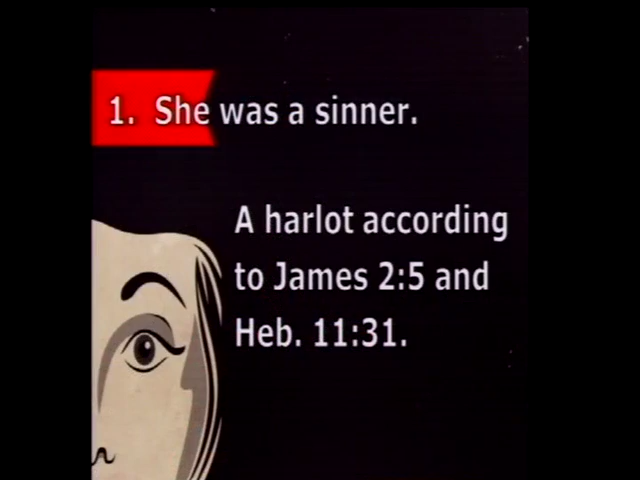 1. She was a sinner.
A harlot according
to James 2:5 and
Heb. 11:31.